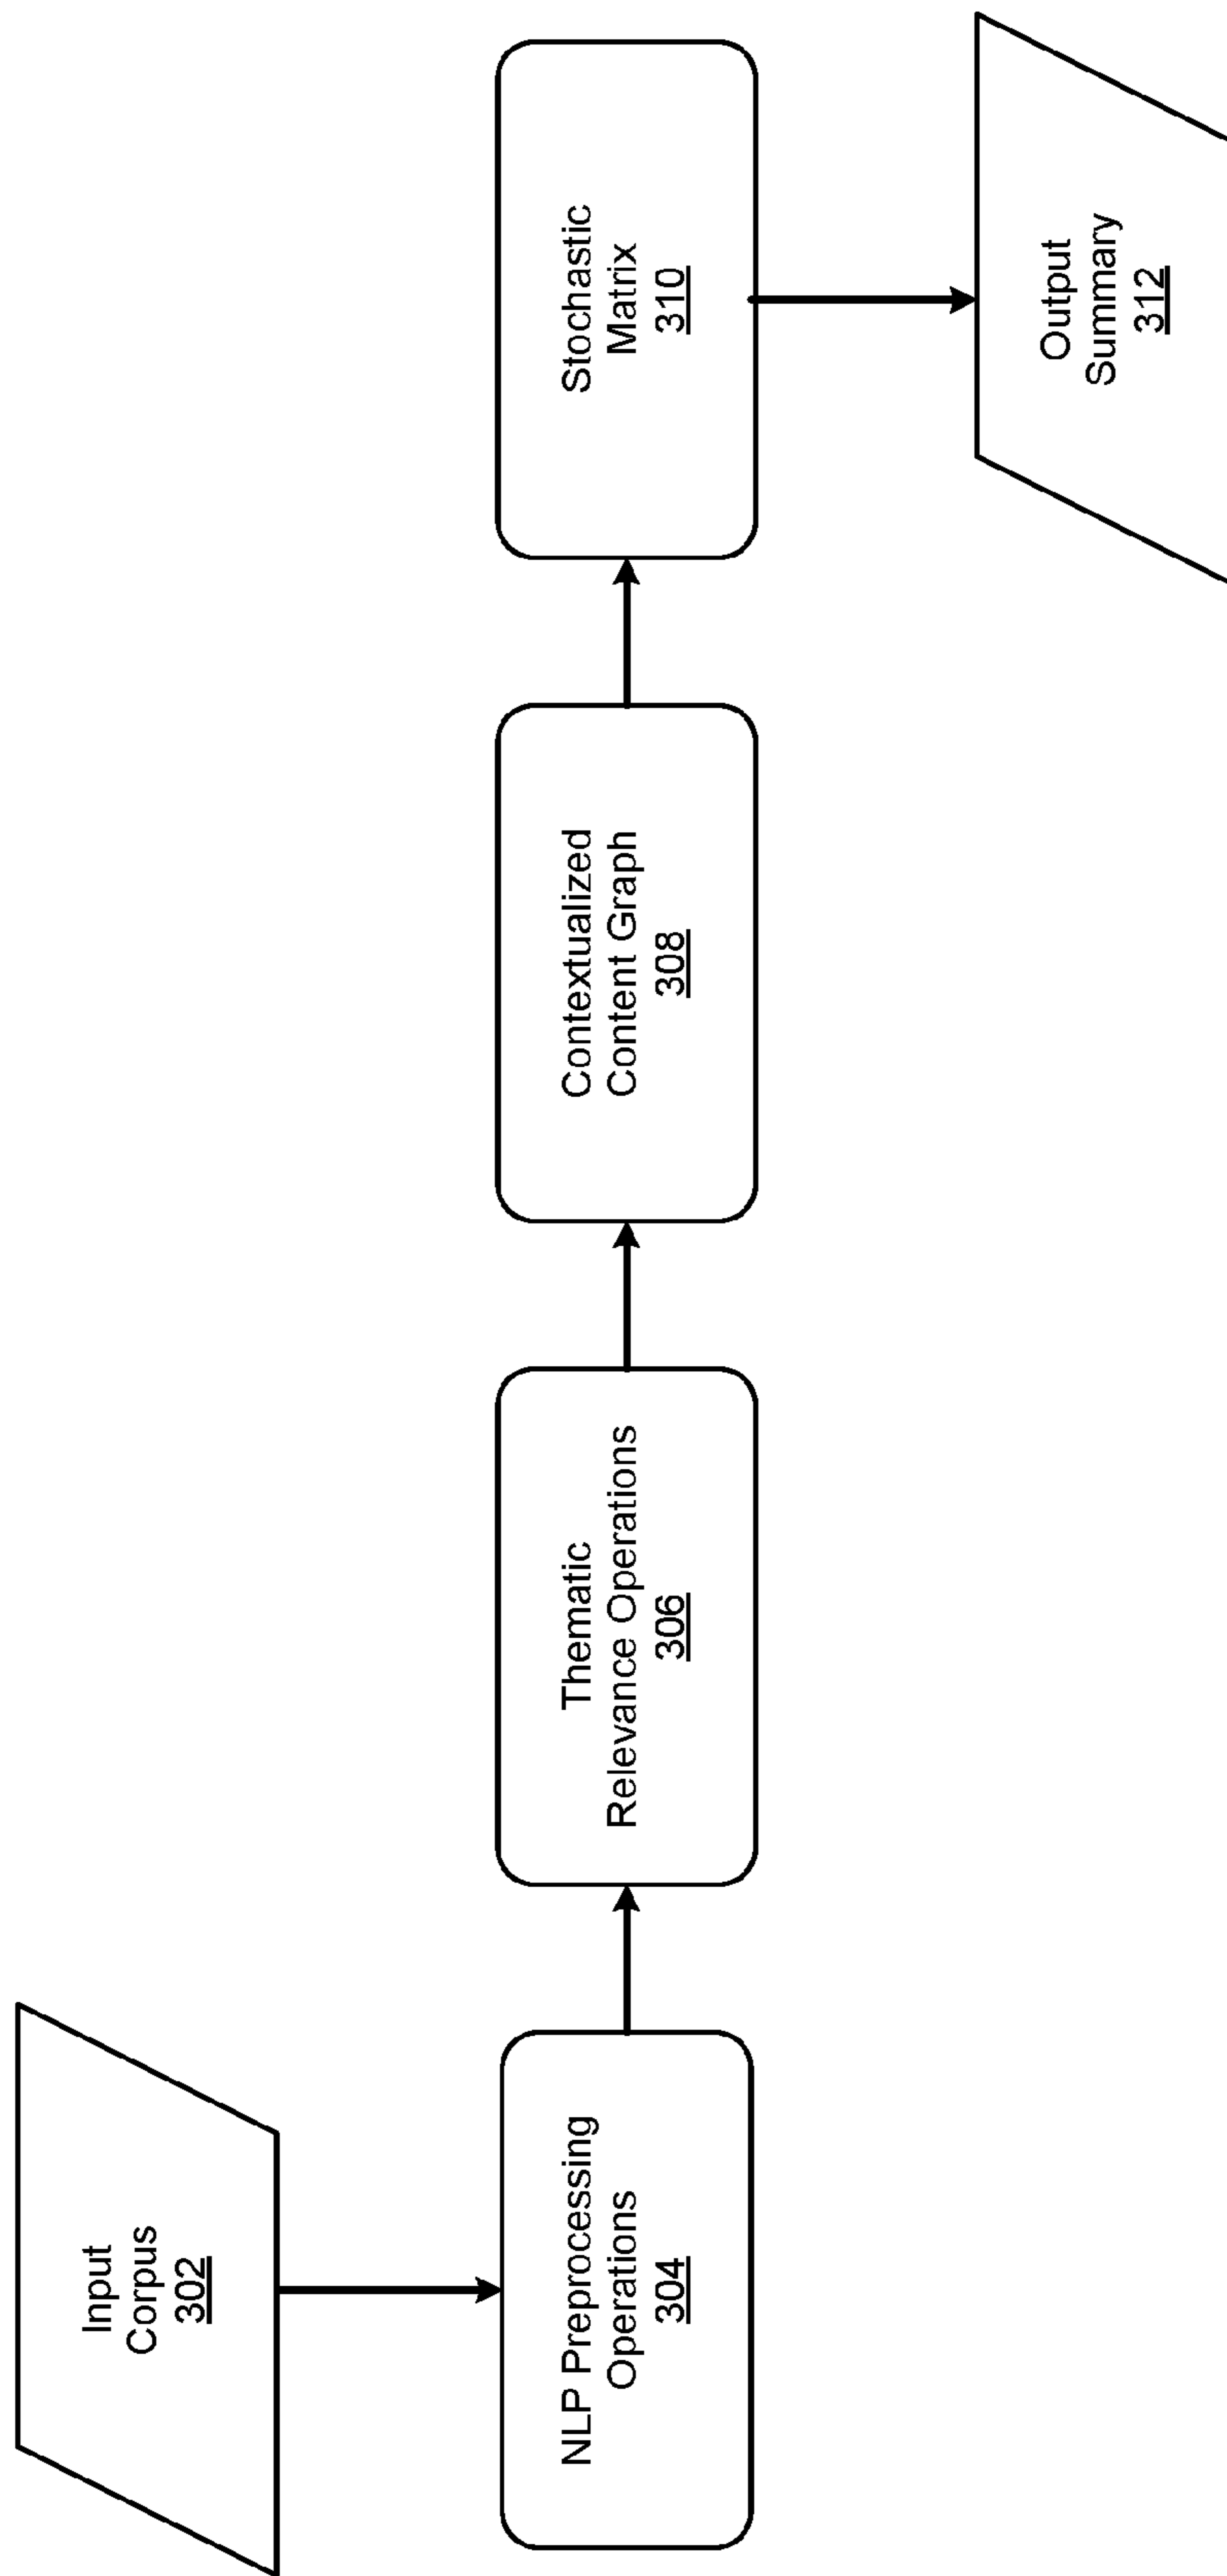 Input
Corpus
302
NLP Preprocessing
Operations
304
Thematic
Relevance Operations
306
Contextualized
Content Graph
308
Stochastic
Matrix
310
Output
Summary
312